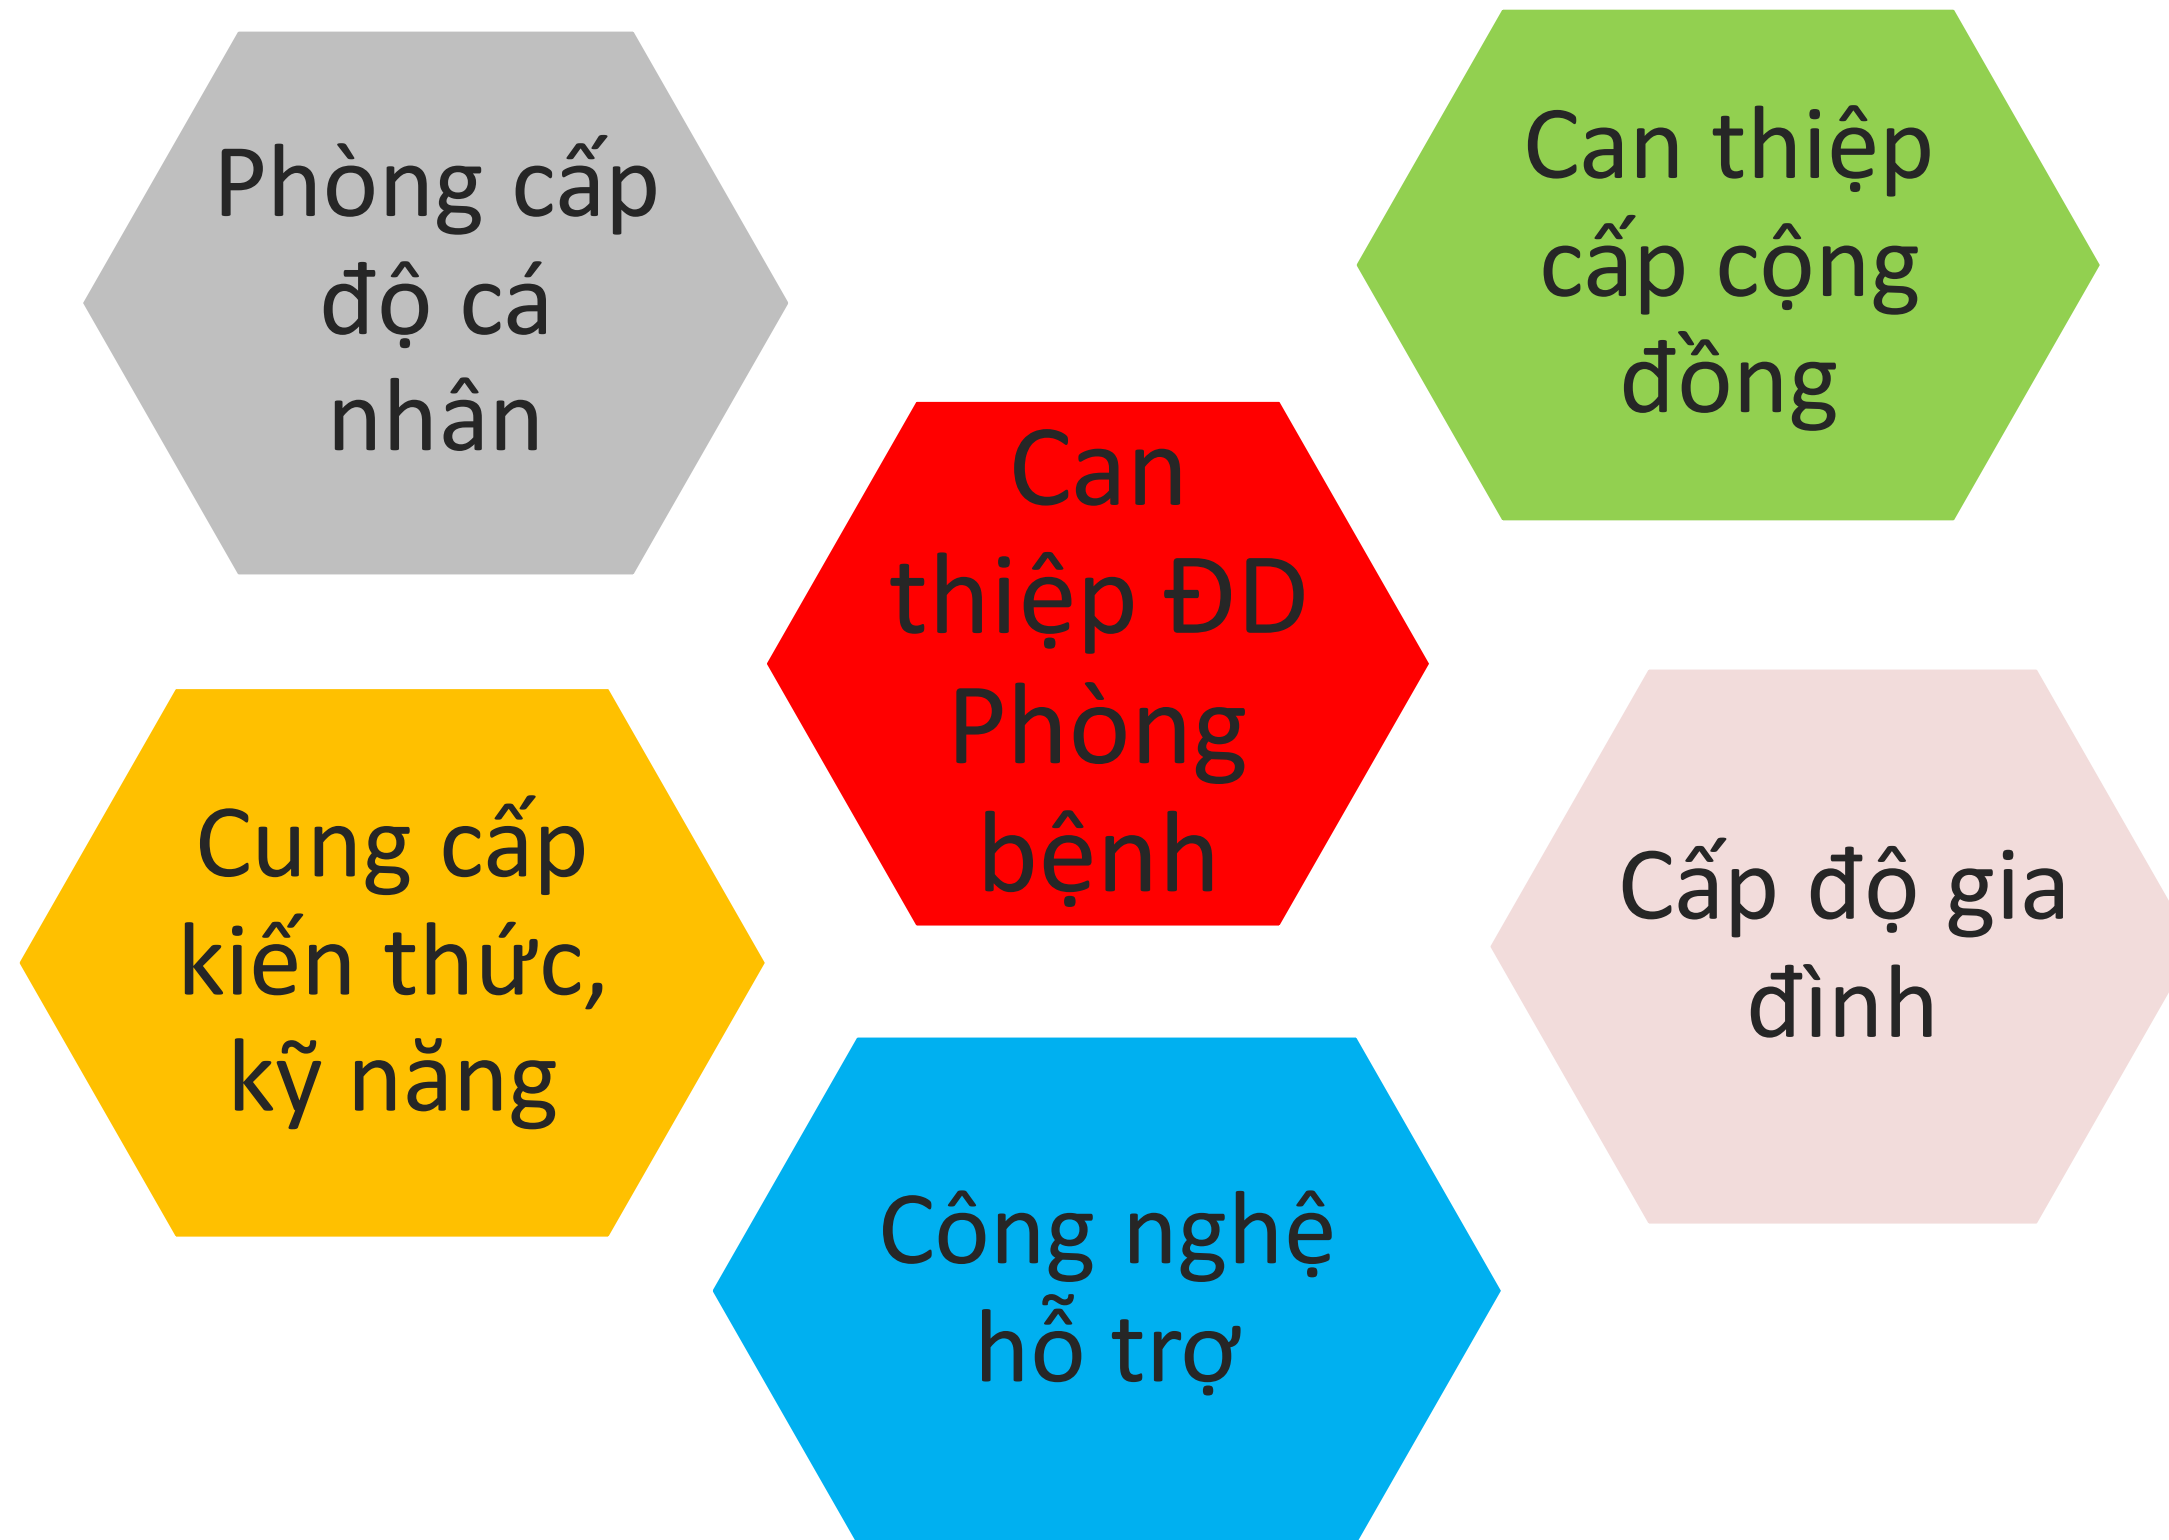 Phòng cấp
độ cá
nhân
Can thiệp
cấp cộng
đồng
Can
thiệp ĐD
Phòng
bệnh
Cung cấp
kiến thức,
kỹ năng
Cấp độ gia
đình
Công nghệ
hỗ trợ